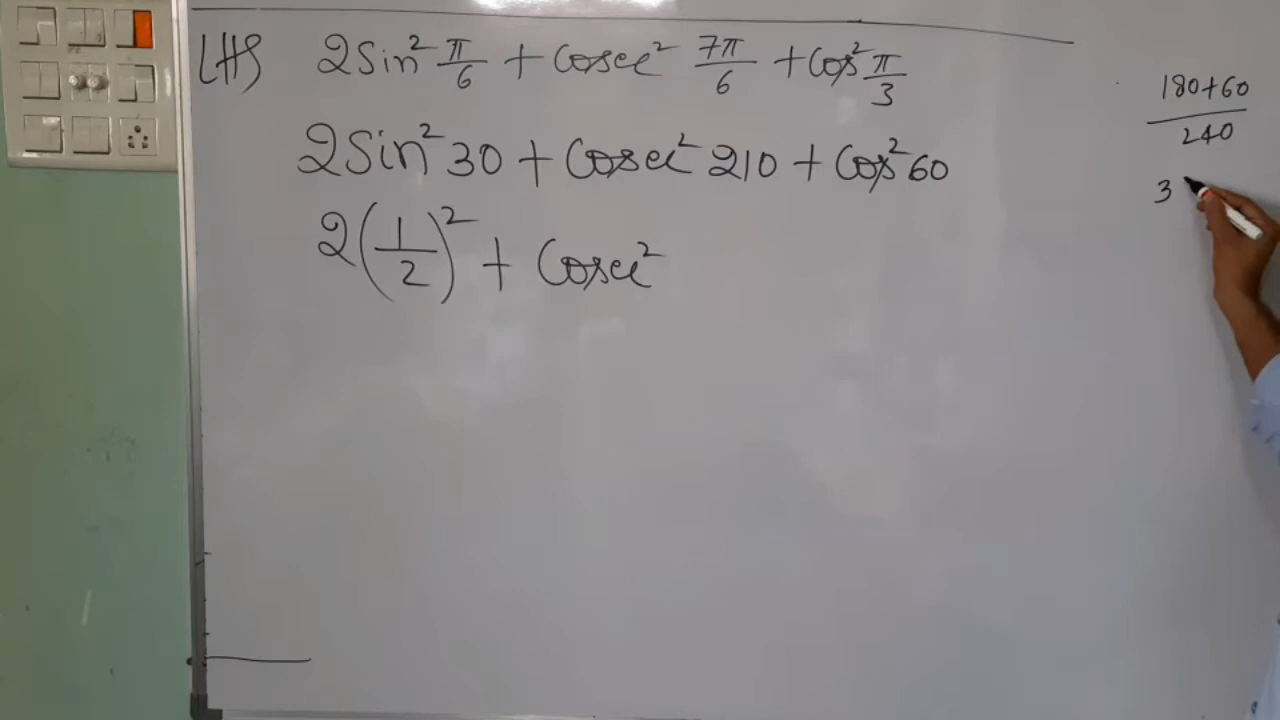 LHS 2Sin² π/6 + Cosec² 7π/6 + Cos² π/3
2Sin² 30 + Cosec² 210 + Cos² 60
2(1/2)² + Cosec²
180+60
240
3